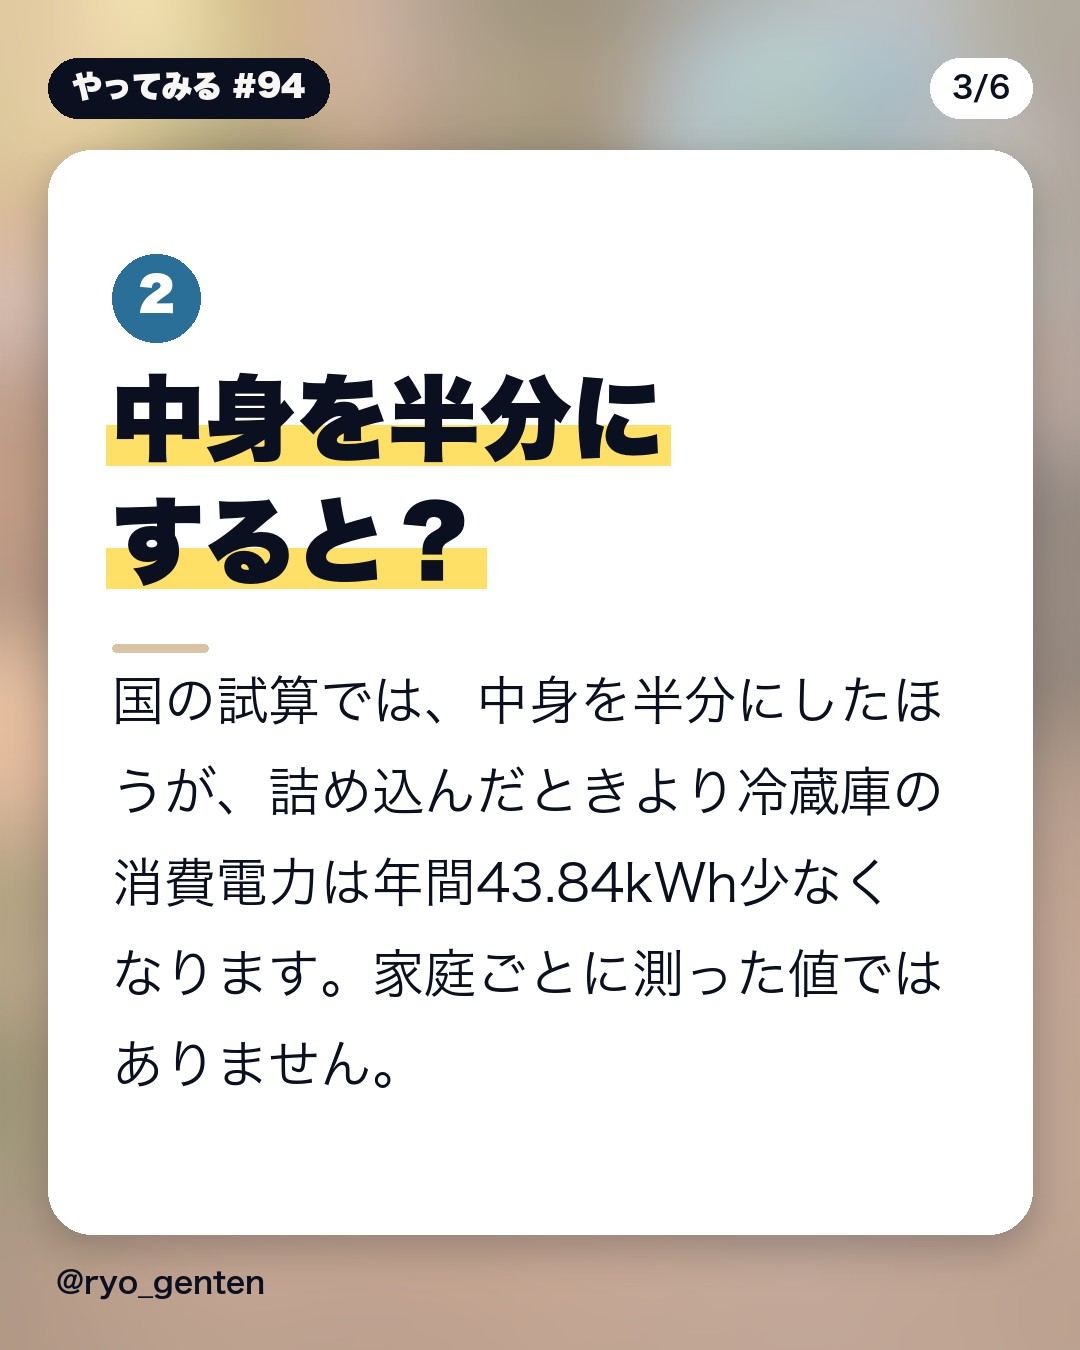 やってみる #94
3/6
2
中身を半分に
すると？
国の試算では、中身を半分にしたほ
うが、詰め込んだときより冷蔵庫の
消費電力は年間43.84kWh少なく
なります。家庭ごとに測った値では
ありません。
@ryo_genten